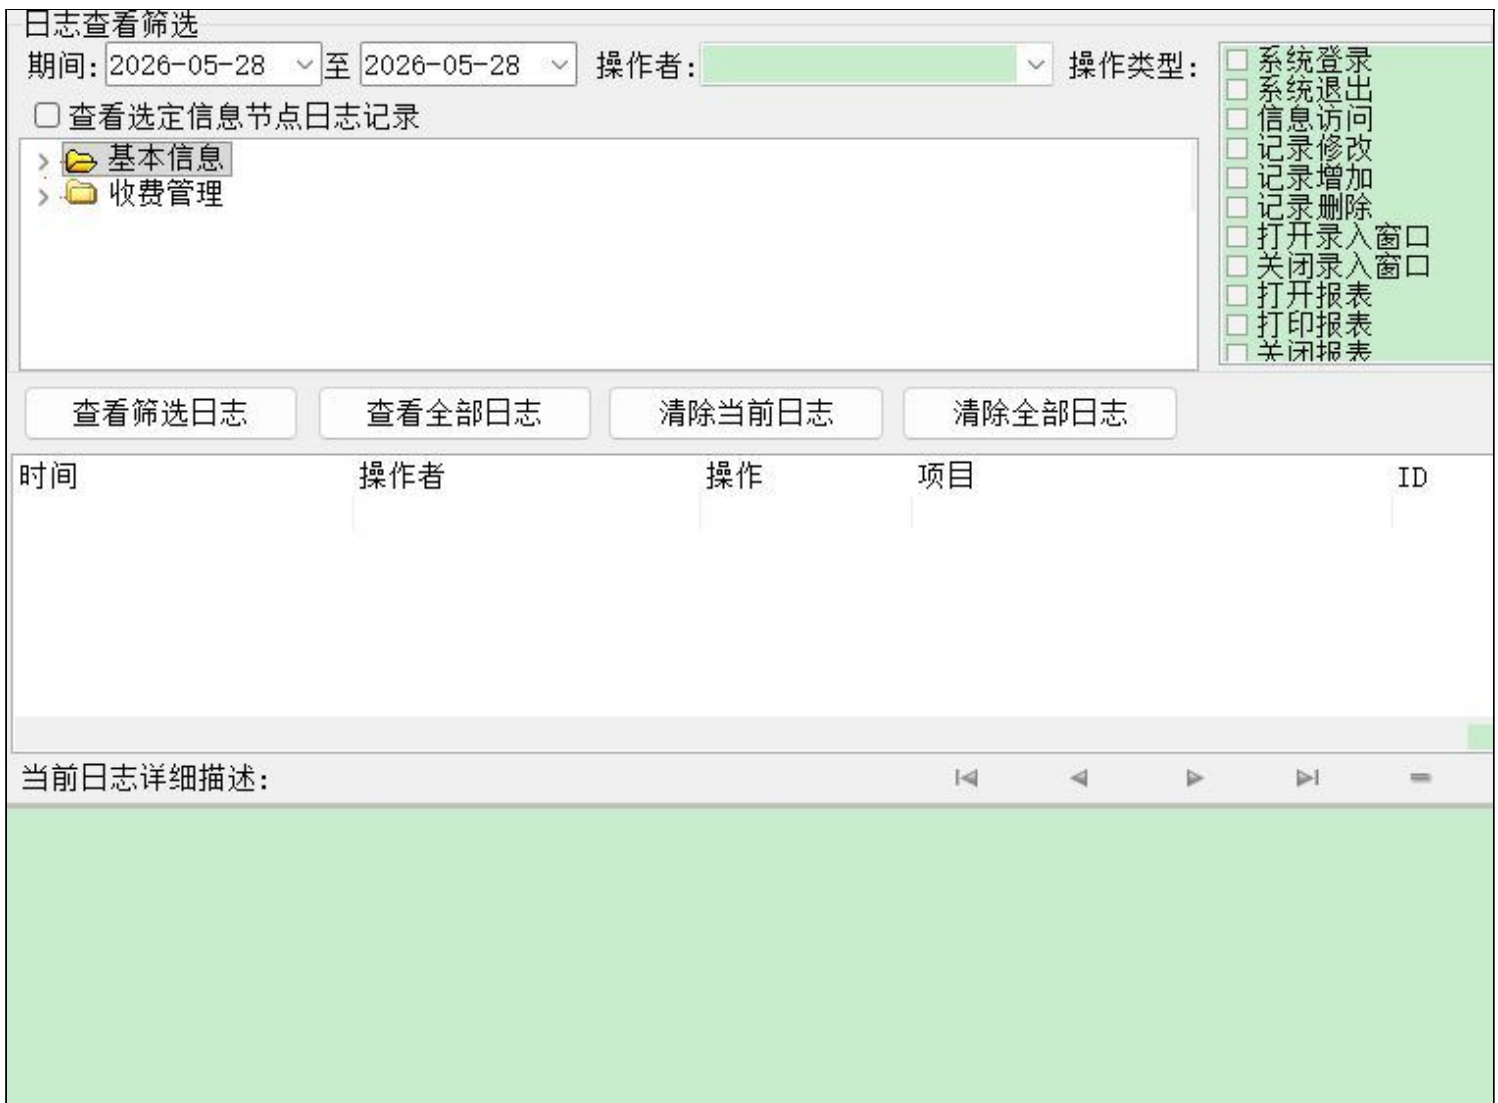 日志查看筛选
期间: 2026-05-28 至 2026-05-28 操作者: 操作类型:
系统登录
系统退出
信息访问
记录修改
记录增加
记录删除
打开录入窗口
关闭录入窗口
打开报表
打印报表
关闭报表
查看选定信息节点日志记录
基本信息
收费管理
查看筛选日志 查看全部日志 清除当前日志 清除全部日志
时间 操作者 操作 项目 ID
当前日志详细描述: